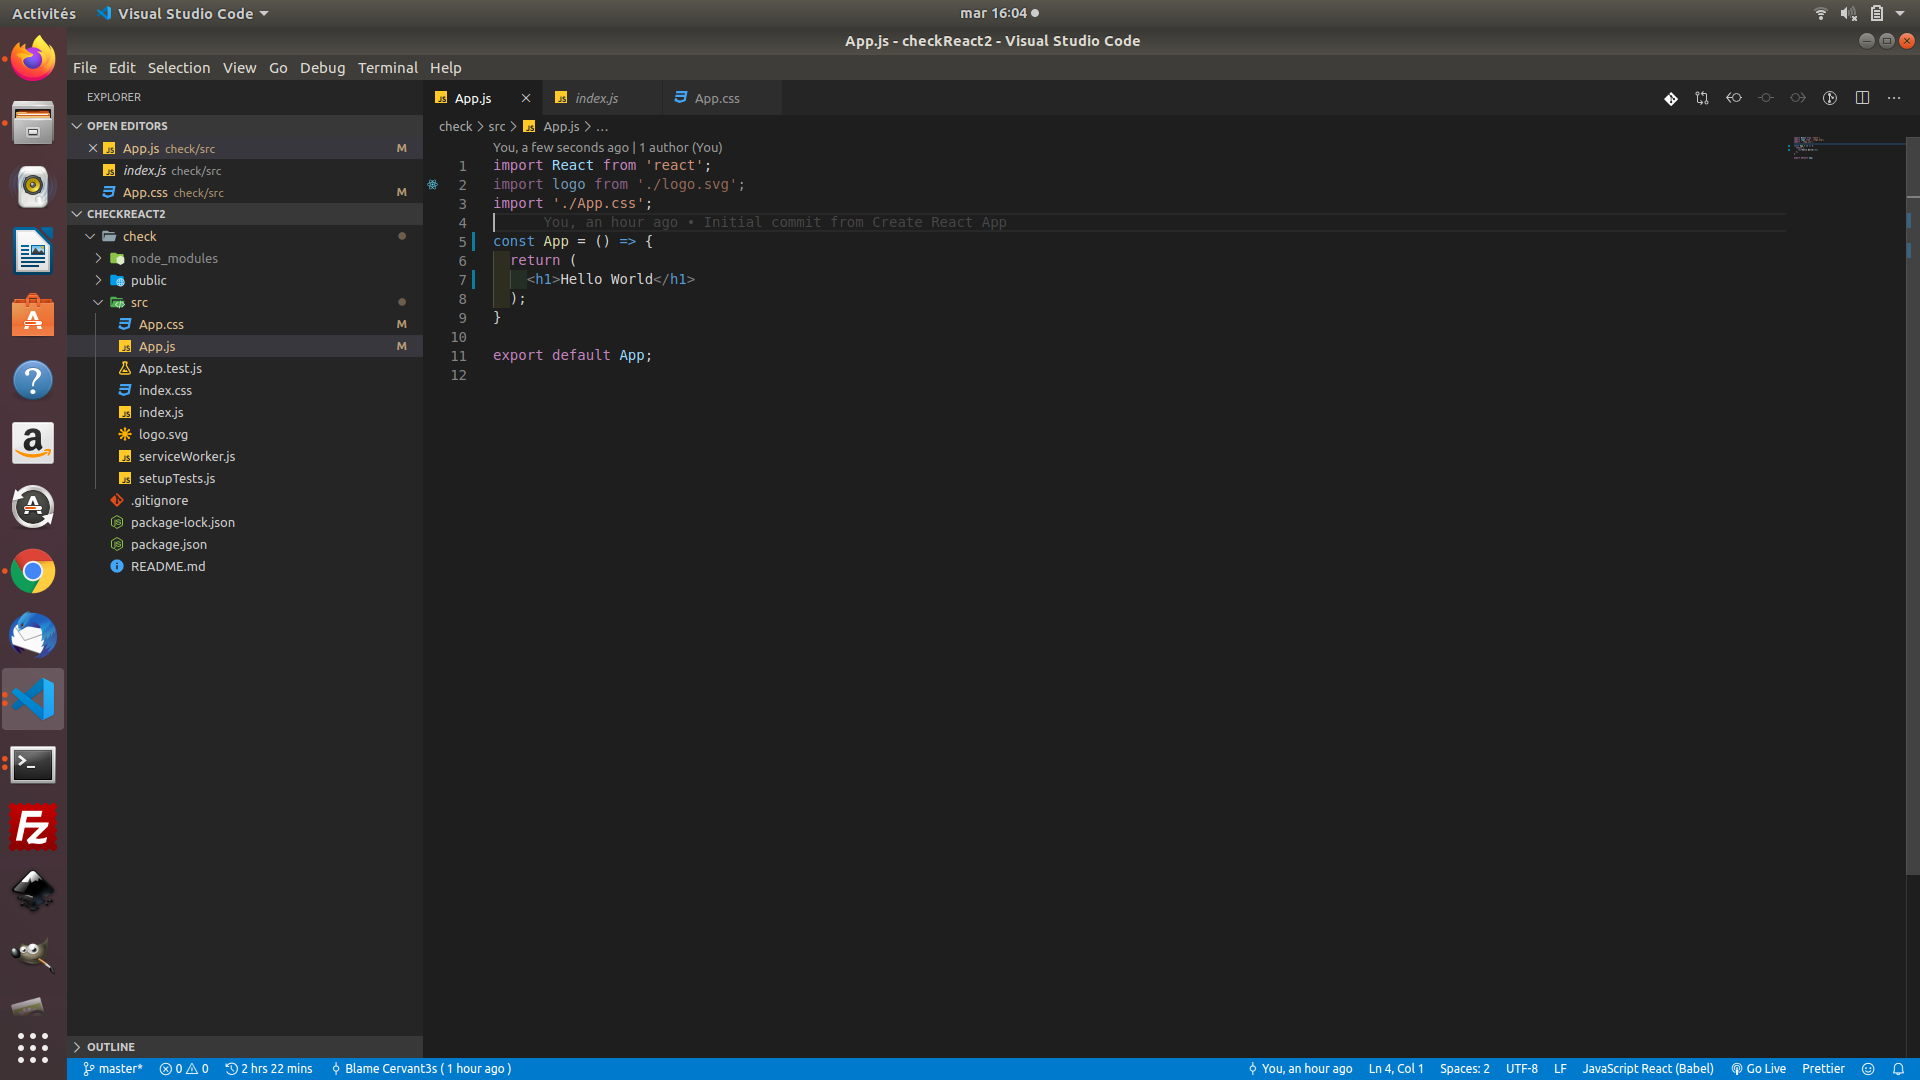 Activités Visual Studio Code mar 16:04
App.js - checkReact2 - Visual Studio Code
File Edit Selection View Go Debug Terminal Help
EXPLORER
OPEN EDITORS
App.js check/src M
index.js check/src
App.css check/src M
CHECKREACT2
check
node_modules
public
src
App.css M
App.js M
App.test.js
index.css
index.js
logo.svg
serviceWorker.js
setupTests.js
.gitignore
package-lock.json
package.json
README.md
OUTLINE
App.js index.js App.css
check > src > App.js > ...
You, a few seconds ago | 1 author (You)
1 import React from 'react';
2 import logo from './logo.svg';
3 import './App.css';
4 You, an hour ago • Initial commit from Create React App
5 const App = () => {
6 return (
7 <h1>Hello World</h1>
8 );
9 }
10
11 export default App;
12
master* 0 0 2 hrs 22 mins Blame Cervant3s ( 1 hour ago ) You, an hour ago Ln 4, Col 1 Spaces: 2 UTF-8 LF JavaScript React (Babel) Go Live Prettier